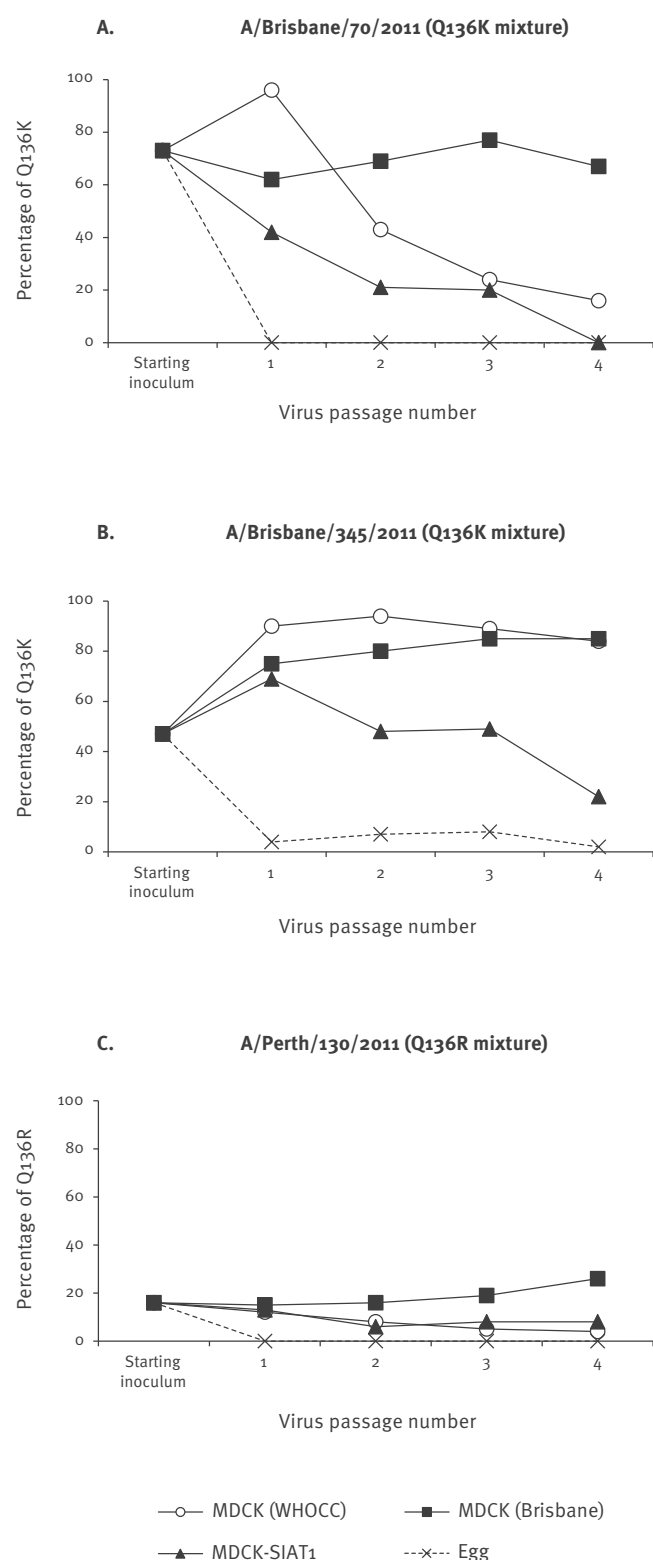 A. A/Brisbane/70/2011 (Q136K mixture)
Percentage of Q136K
100
80
60
40
20
0
Starting inoculum
1
2
3
4
Virus passage number
B. A/Brisbane/345/2011 (Q136K mixture)
Percentage of Q136K
100
80
60
40
20
0
Starting inoculum
1
2
3
4
Virus passage number
C. A/Perth/130/2011 (Q136R mixture)
Percentage of Q136R
100
80
60
40
20
0
Starting inoculum
1
2
3
4
Virus passage number
MDCK (WHOCC)
MDCK (Brisbane)
MDCK-SIAT1
Egg